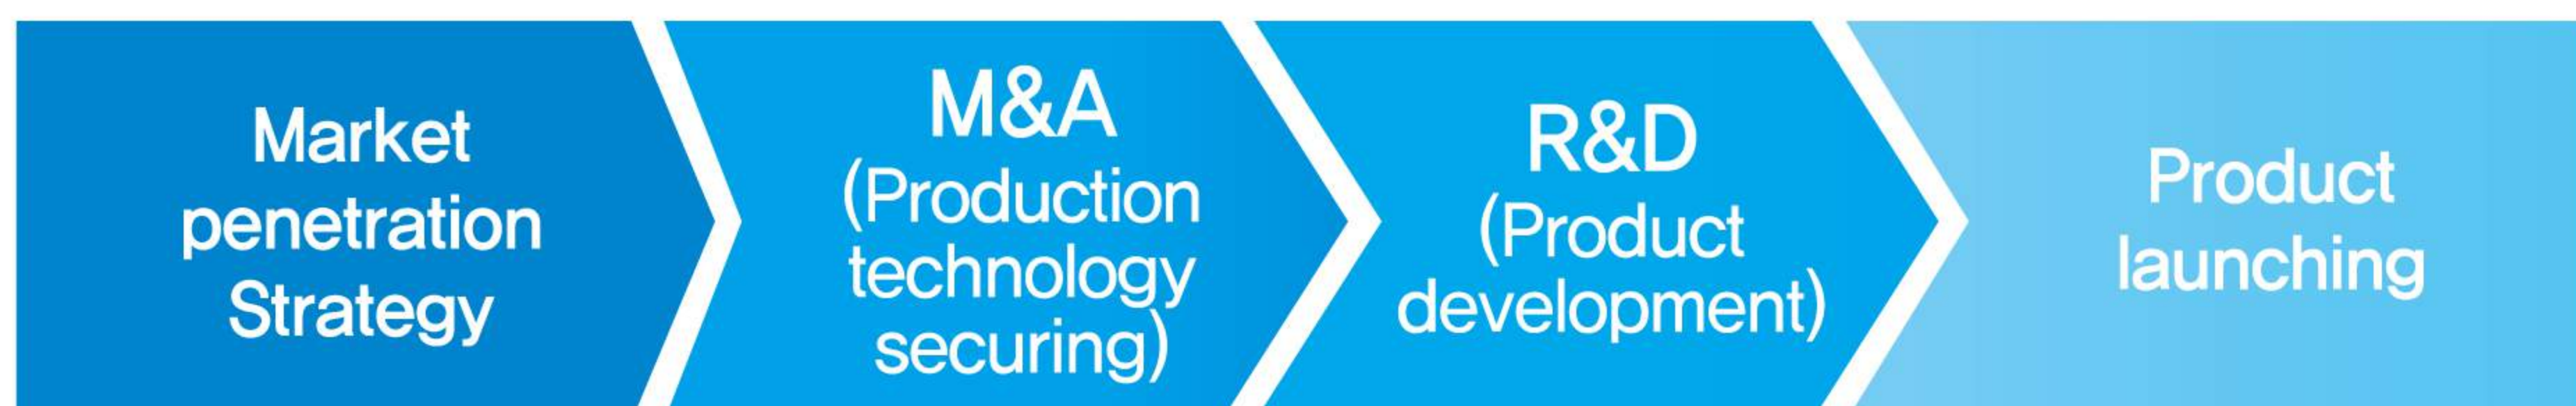 Market
penetration
Strategy
M&A
(Production
technology
securing)
R&D
(Product
development)
Product
launching